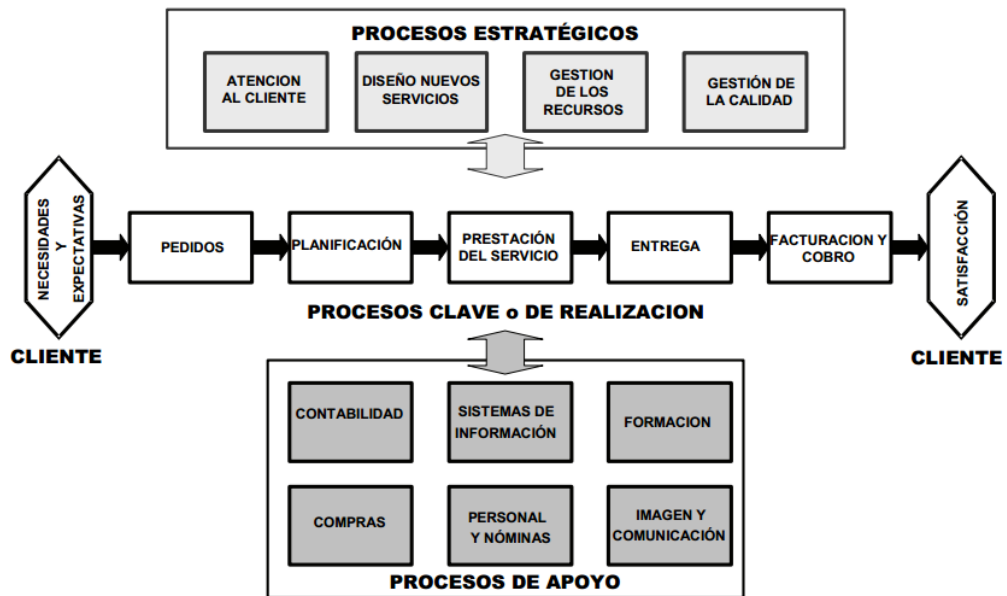 PROCESOS ESTRATÉGICOS
ATENCION
AL CLIENTE
DISEÑO NUEVOS
SERVICIOS
GESTION
DE LOS
RECURSOS
GESTIÓN DE
LA CALIDAD
NECESIDADES
Y
EXPECTATIVAS
CLIENTE
PEDIDOS
PLANIFICACIÓN
PRESTACIÓN
DEL SERVICIO
ENTREGA
FACTURACION Y
COBRO
SATISFACCIÓN
CLIENTE
PROCESOS CLAVE o DE REALIZACION
CONTABILIDAD
SISTEMAS DE
INFORMACIÓN
FORMACION
COMPRAS
PERSONAL
Y NÓMINAS
IMAGEN Y
COMUNICACIÓN
PROCESOS DE APOYO